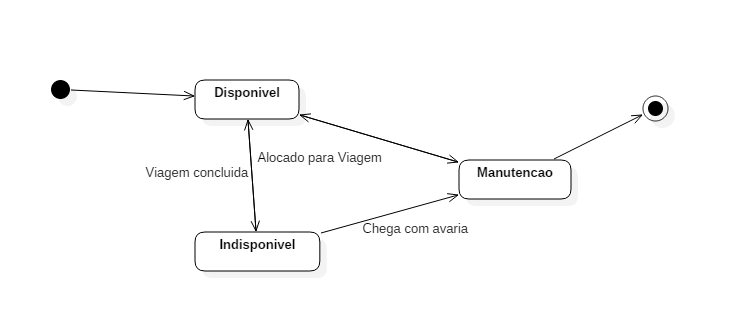 Disponivel
Alocado para Viagem
Viagem concluida
Manutencao
Chega com avaria
Indisponivel